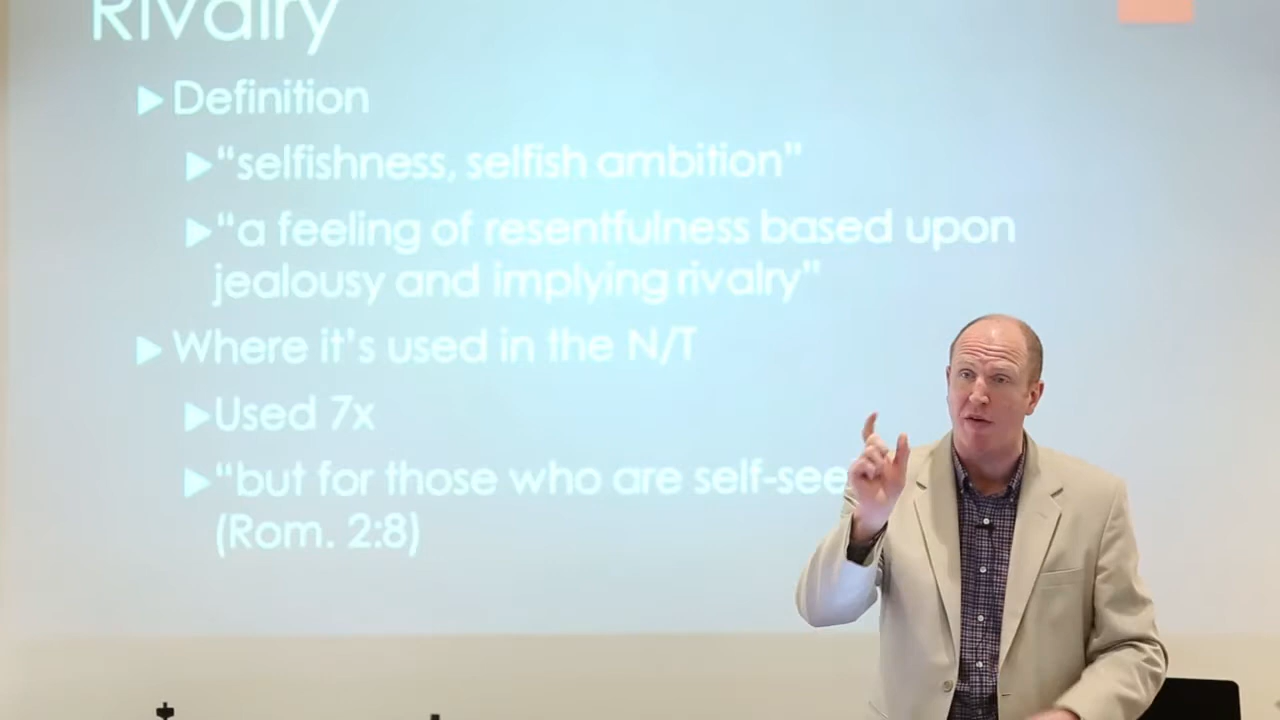 Rivalry
Definition
“selfishness, selfish ambition”
“a feeling of resentfulness based upon
jealousy and implying rivalry”
Where it’s used in the N/T
Used 7x
“but for those who are self-see
(Rom. 2:8)